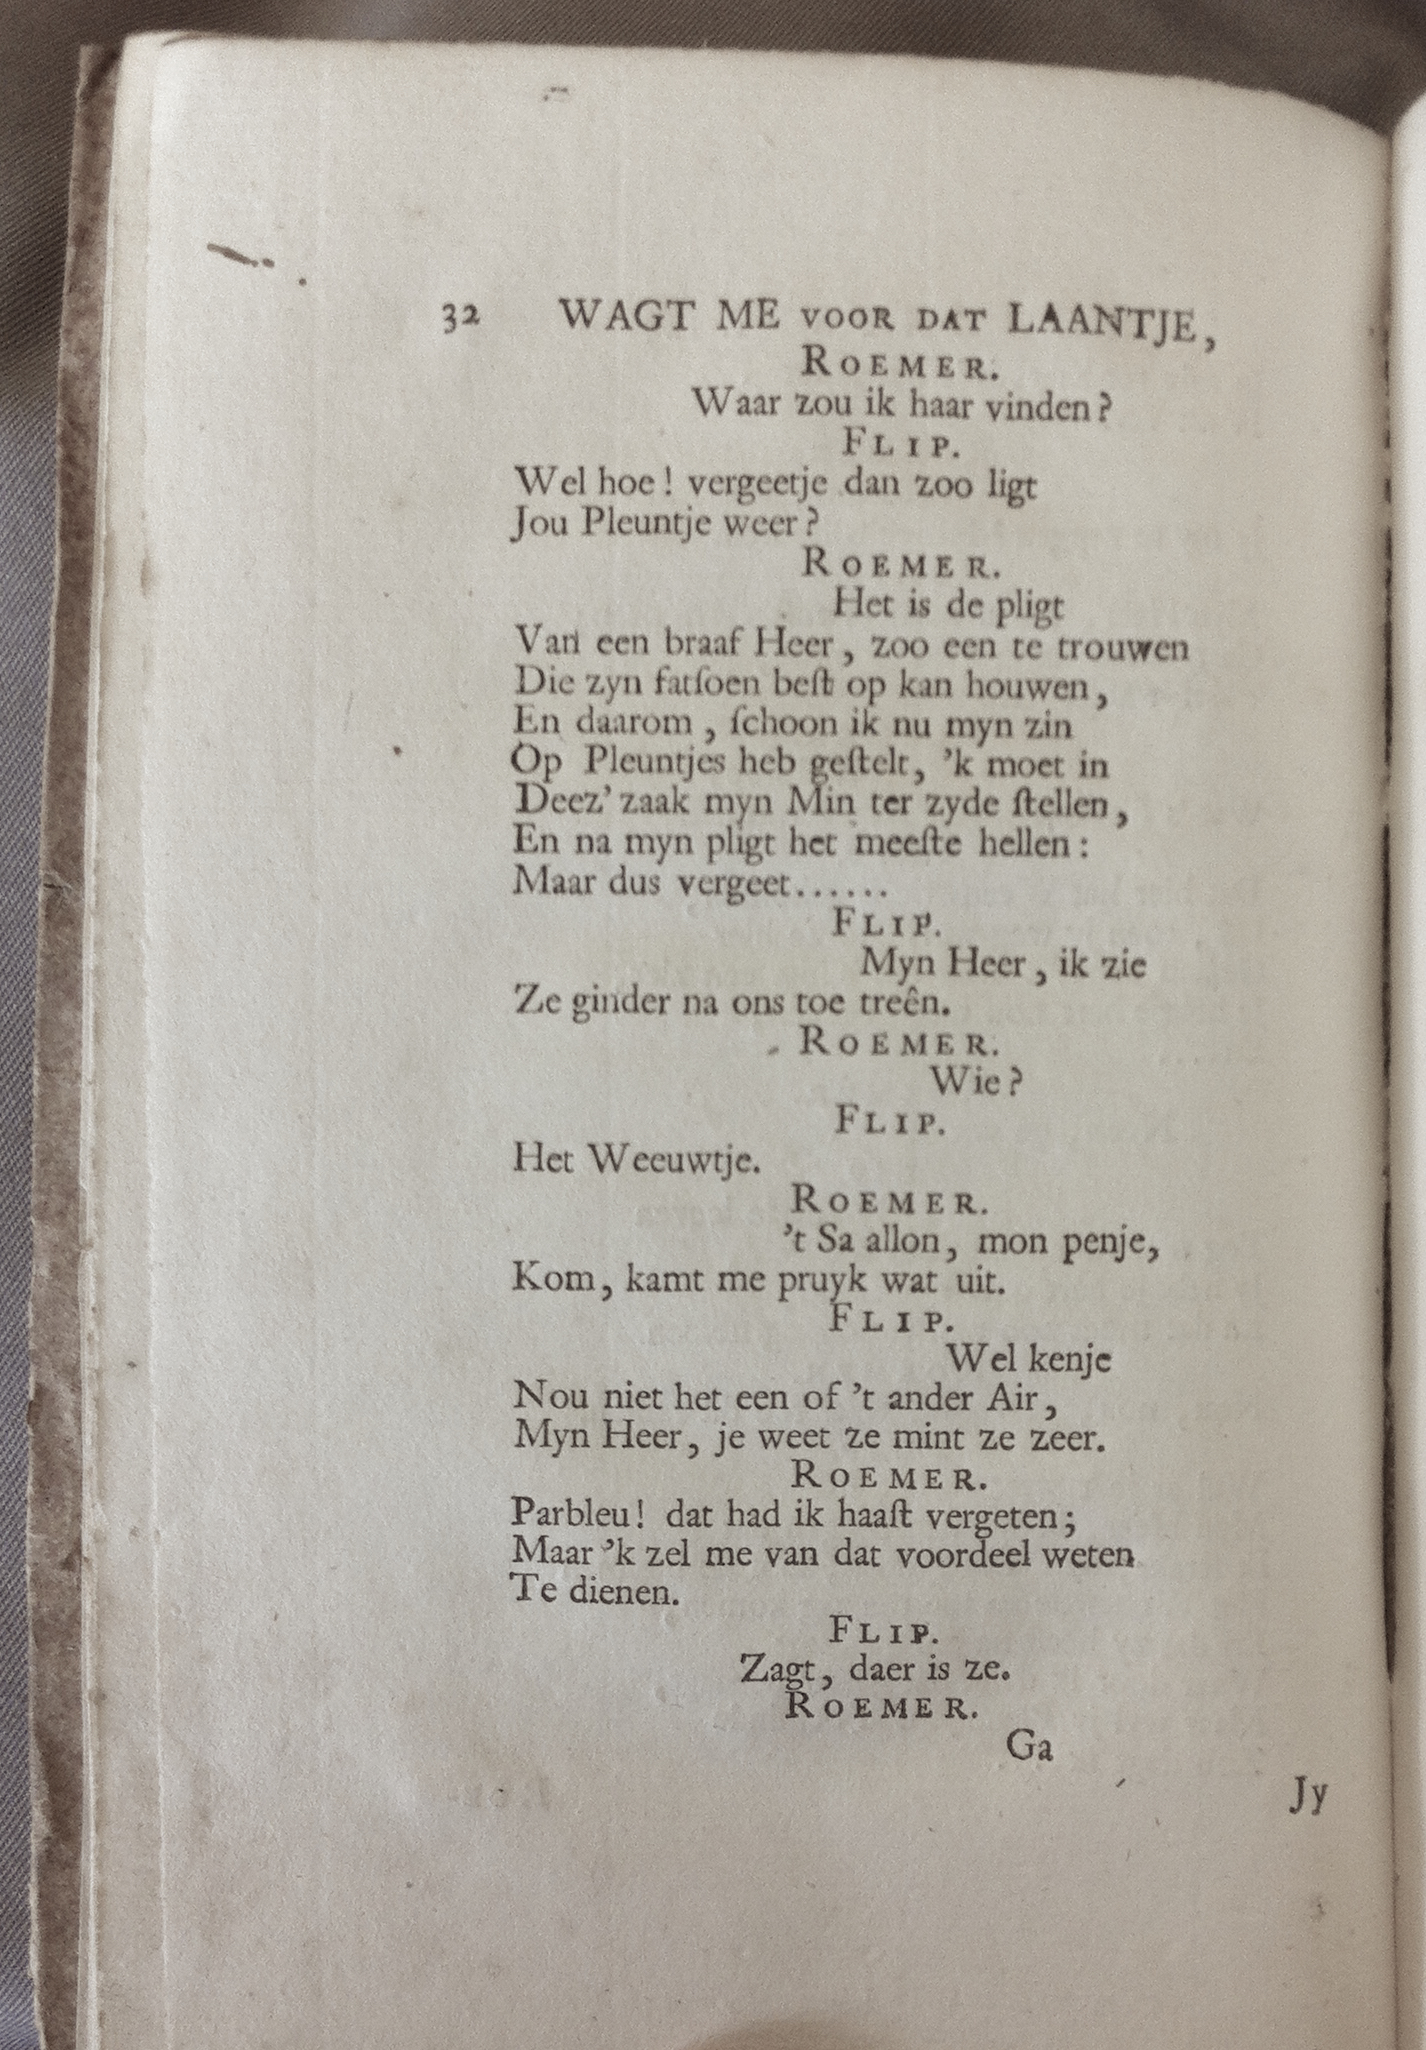 32 WAGT ME VOOR DAT LAANTJE,
ROEMER.
Waar zou ik haar vinden?
FLIP.
Wel hoe! vergeetje dan zoo ligt
Jou Pleuntje weer?
ROEMER.
Het is de pligt
Van een braaf Heer, zoo een te trouwen
Die zyn fatſoen beſt op kan houwen,
En daarom, ſchoon ik nu myn zin
Op Pleuntjes heb geſtelt, 'k moet in
Deez' zaak myn Min ter zyde ſtellen,
En na myn pligt het meeſte hellen:
Maar dus vergeet......
FLIP.
Myn Heer, ik zie
Ze ginder na ons toe treên.
ROEMER.
Wie?
FLIP.
Het Weeuwtje.
ROEMER.
't Sa allon, mon penje,
Kom, kamt me pruyk wat uit.
FLIP.
Wel kenje
Nou niet het een of 't ander Air,
Myn Heer, je weet ze mint ze zeer.
ROEMER.
Parbleu! dat had ik haaſt vergeten;
Maar 'k zel me van dat voordeel weten
Te dienen.
FLIP.
Zagt, daer is ze.
ROEMER.
Ga
Jy